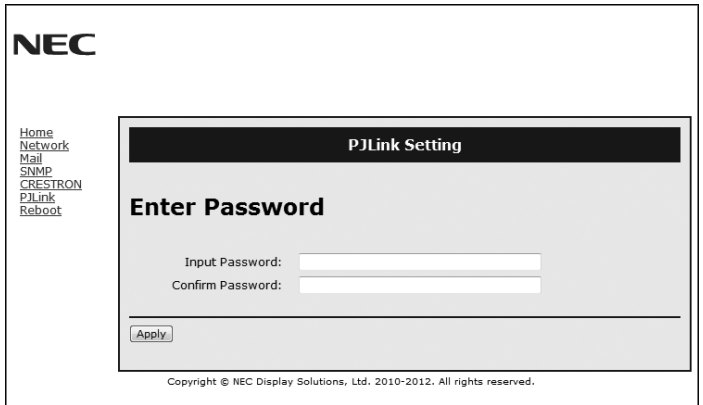 NEC
Home
Network
Mail
SNMP
CRESTRON
PJLink
Reboot
PJLink Setting
Enter Password
Input Password:
Confirm Password:
Apply
Copyright © NEC Display Solutions, Ltd. 2010-2012. All rights reserved.